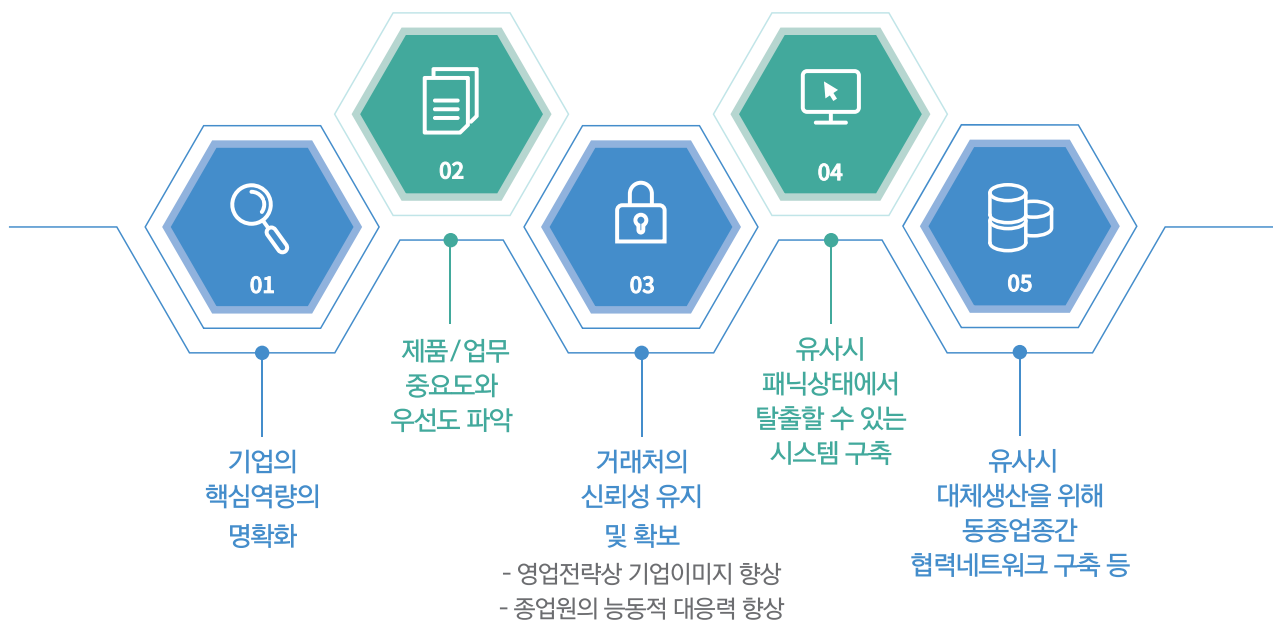 01
기업의
핵심역량의
명확화
02
제품/업무
중요도와
우선도 파악
03
거래처의
신뢰성 유지
및 확보
- 영업전략상 기업이미지 향상
- 종업원의 능동적 대응력 향상
04
유사시
패닉상태에서
탈출할 수 있는
시스템 구축
05
유사시
대체생산을 위해
동종업종간
협력네트워크 구축 등